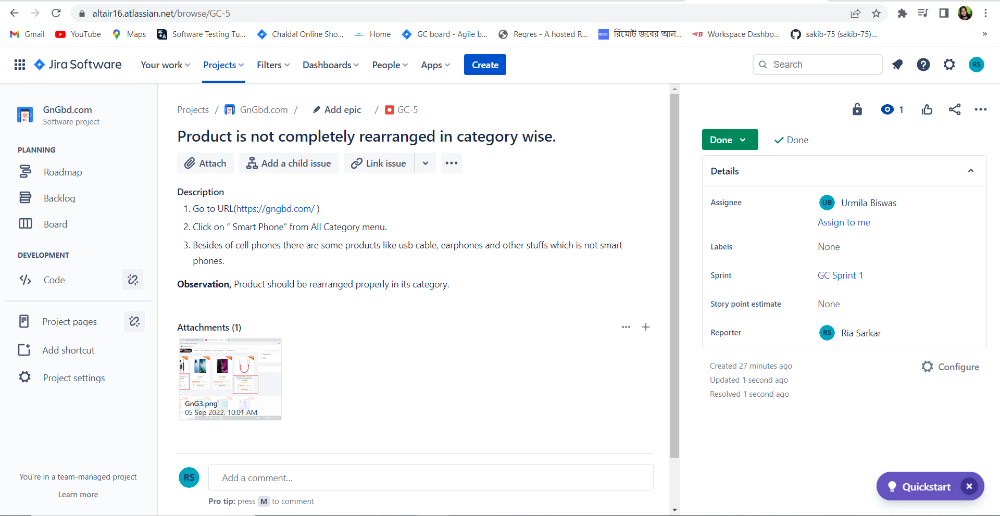 altair16.atlassian.net/browse/GC-5
Gmail YouTube Maps Software Testing Tu... Chaldal Online Sho... Home GC board - Agile b... Reqres - A hosted R... রিমোট জবের আল... Workspace Dashbo... sakib-75 (sakib-75)... »
Jira Software Your work Projects Filters Dashboards People Apps Create Search RS
GnGbd.com
Software project
PLANNING
Roadmap
Backlog
Board
DEVELOPMENT
Code
Project pages
Add shortcut
Project settings
You're in a team-managed project
Learn more
Projects / GnGbd.com / Add epic / GC-5
Product is not completely rearranged in category wise.
Attach Add a child issue Link issue
Description
1. Go to URL(https://gngbd.com/ )
2. Click on “ Smart Phone” from All Category menu.
3. Besides of cell phones there are some products like usb cable, earphones and other stuffs which is not smart
phones.
Observation, Product should be rearranged properly in its category.
Attachments (1)
GnG3.png
05 Sep 2022, 10:01 AM
RS Add a comment...
Pro tip: press M to comment
1
Done Done
Details
Assignee UB Urmila Biswas
Assign to me
Labels None
Sprint GC Sprint 1
Story point estimate None
Reporter RS Ria Sarkar
Created 27 minutes ago Configure
Updated 1 second ago
Resolved 1 second ago
Quickstart